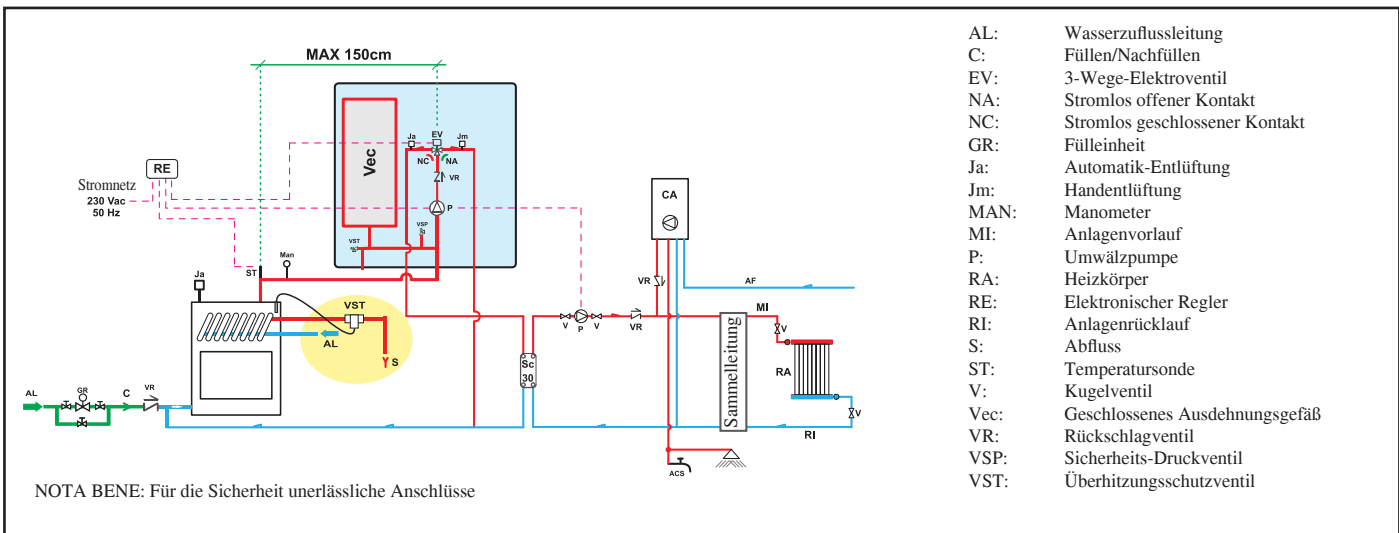 MAX 150cm
Vec
Ja
EV
Jm
NC
NA
VR
P
VSP
VST
RE
Stromnetz
230 Vac
50 Hz
ST
Man
Ja
VST
AL
S
CA
VR
AF
MI
V
P
V
VR
V
Sc
30
Sammelleitung
RA
V
RI
ACS
AL
GR
C
VR
NOTA BENE: Für die Sicherheit unerlässliche Anschlüsse
AL: Wasserzuflussleitung
C: Füllen/Nachfüllen
EV: 3-Wege-Elektroventil
NA: Stromlos offener Kontakt
NC: Stromlos geschlossener Kontakt
GR: Fülleinheit
Ja: Automatik-Entlüftung
Jm: Handentlüftung
MAN: Manometer
MI: Anlagenvorlauf
P: Umwälzpumpe
RA: Heizkörper
RE: Elektronischer Regler
RI: Anlagenrücklauf
S: Abfluss
ST: Temperatursonde
V: Kugelventil
Vec: Geschlossenes Ausdehnungsgefäß
VR: Rückschlagventil
VSP: Sicherheits-Druckventil
VST: Überhitzungsschutzventil